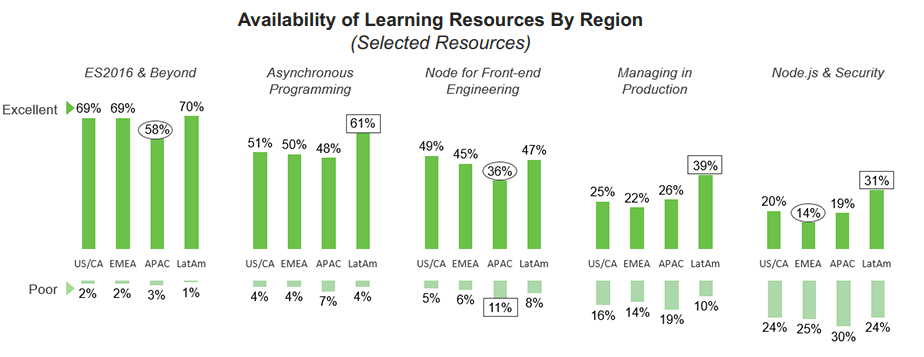 Availability of Learning Resources By Region
(Selected Resources)
ES2016 & Beyond
Asynchronous
Programming
Node for Front-end
Engineering
Managing in
Production
Node.js & Security
Excellent
69% 69% 58% 70%
51% 50% 48% 61%
49% 45% 36% 47%
25% 22% 26% 39%
20% 14% 19% 31%
US/CA EMEA APAC LatAm
US/CA EMEA APAC LatAm
US/CA EMEA APAC LatAm
US/CA EMEA APAC LatAm
US/CA EMEA APAC LatAm
Poor
2% 2% 3% 1%
4% 4% 7% 4%
5% 6% 11% 8%
16% 14% 19% 10%
24% 25% 30% 24%